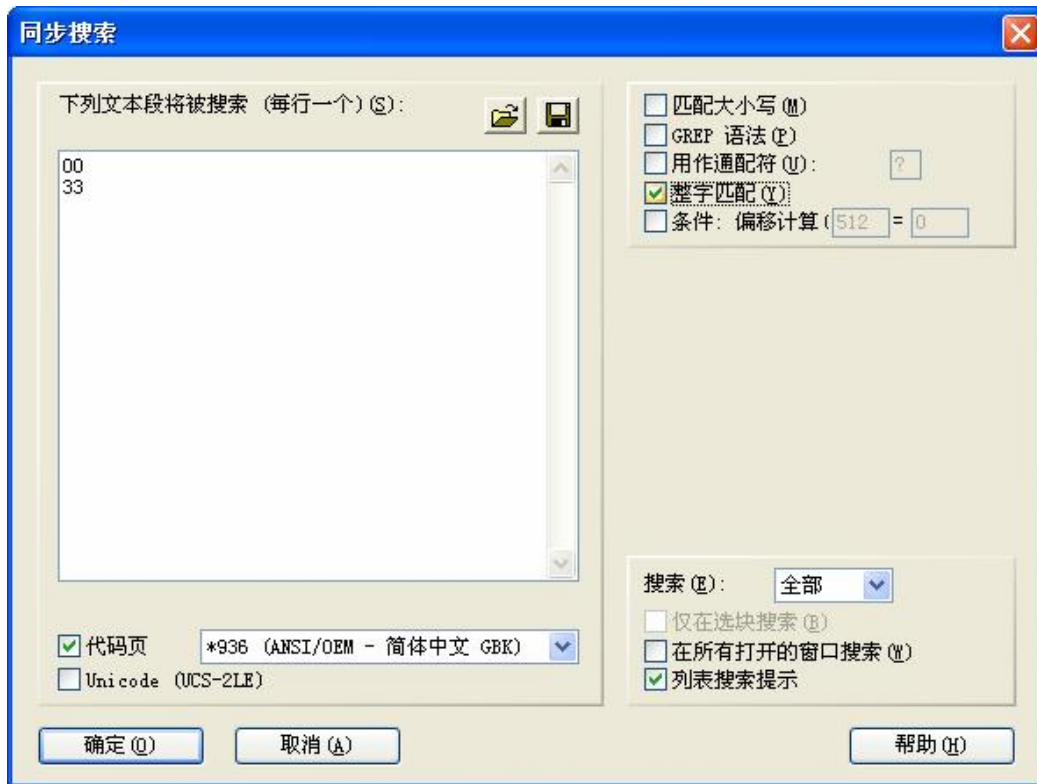 同步搜索
下列文本段将被搜索 (每行一个)(S):
00
33
代码页
*936 (ANSI/OEM - 简体中文 GBK)
Unicode (UCS-2LE)
匹配大小写(M)
GREP 语法(P)
用作通配符(U): ?
整字匹配(Y)
条件: 偏移计算(512 = 0
搜索(E): 全部
仅在选块搜索(B)
在所有打开的窗口搜索(W)
列表搜索提示
确定(O) 取消(A) 帮助(H)